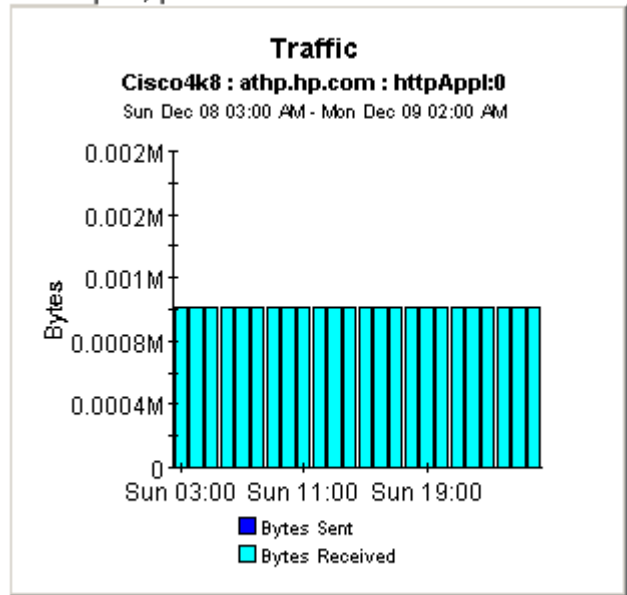 Traffic
Cisco4k8 : athp.hp.com : httpAppl:0
Sun Dec 08 03:00 AM - Mon Dec 09 02:00 AM
0.002M
0.002M
0.001M
0.0008M
0.0004M
0
Bytes
Sun 03:00 Sun 11:00 Sun 19:00
Bytes Sent
Bytes Received